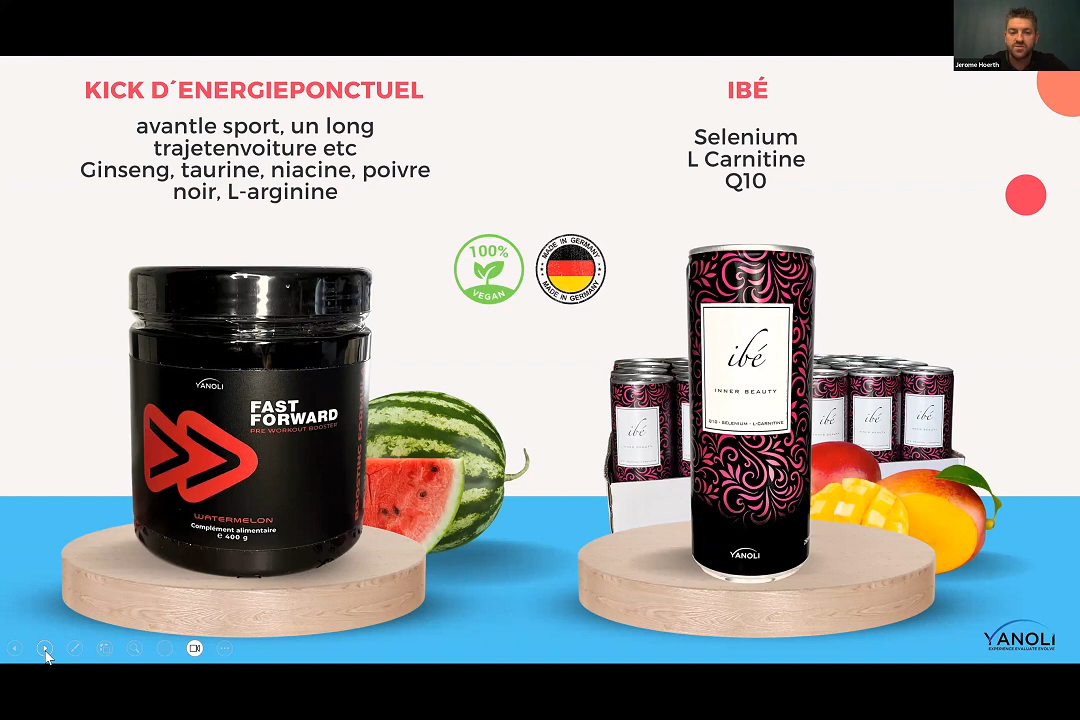 Jerome Hoerth
KICK D´ENERGIEPONCTUEL
avantle sport, un long
trajetenvoiture etc
Ginseng, taurine, niacine, poivre
noir, L-arginine
IBÉ
Selenium
L Carnitine
Q10
100%
VEGAN
MADE IN GERMANY
MADE IN GERMANY
YANOLI
FAST
FORWARD
PRE WORKOUT BOOSTER
WATERMELON
Complément alimentaire
℮ 400 g
ibé
INNER BEAUTY
Q10 · SELENIUM · L-CARNITINE
YANOLI
ibé
INNER BEAUTY
ibé
ibé
ibé
YANOLI
EXPERIENCE EVALUATE EVOLVE